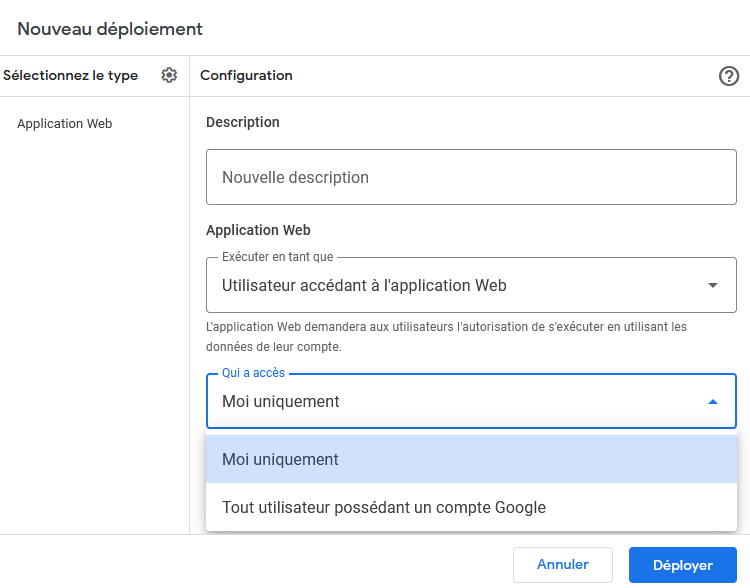 Nouveau déploiement
Sélectionnez le type
Configuration
Application Web
Description
Nouvelle description
Application Web
Exécuter en tant que
Utilisateur accédant à l'application Web
L'application Web demandera aux utilisateurs l'autorisation de s'exécuter en utilisant les
données de leur compte.
Qui a accès
Moi uniquement
Moi uniquement
Tout utilisateur possédant un compte Google
Annuler
Déployer